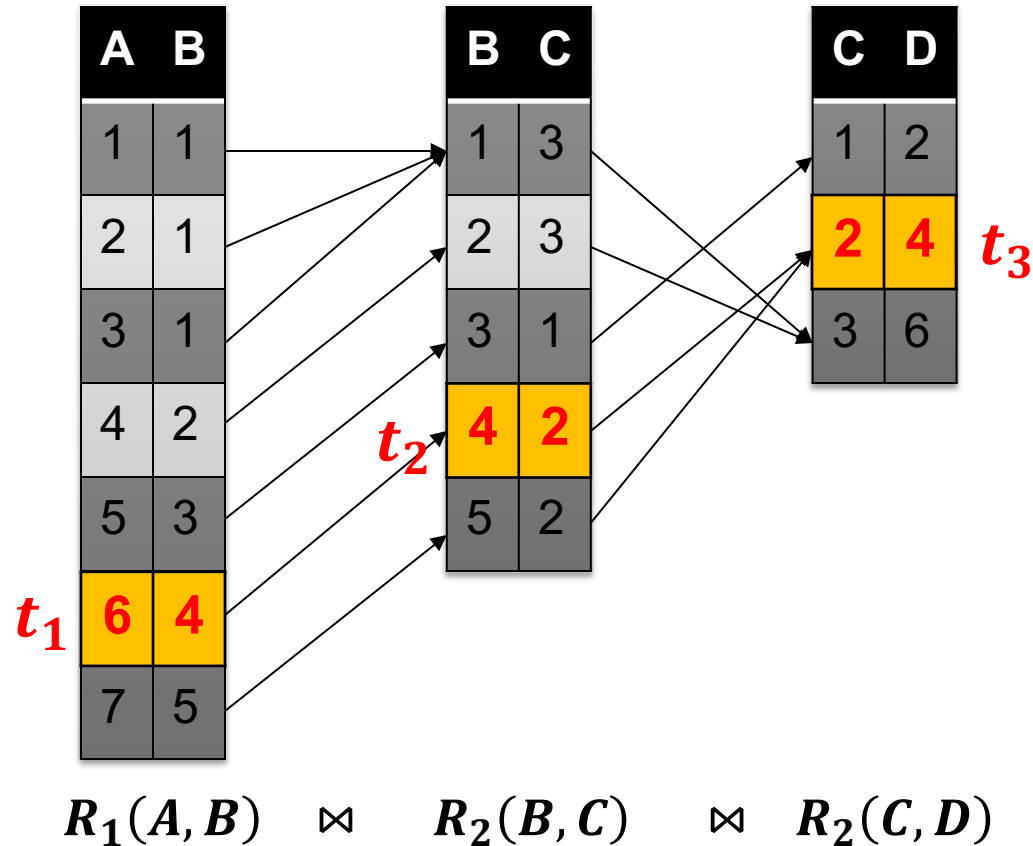 A B B C C D
1 1 1 3 1 2
2 1 2 3 2 4 t₃
3 1 3 1 3 6
4 2 t₂ 4 2
5 3 5 2
t₁ 6 4
7 5
R₁(A, B) ⋈ R₂(B, C) ⋈ R₂(C, D)